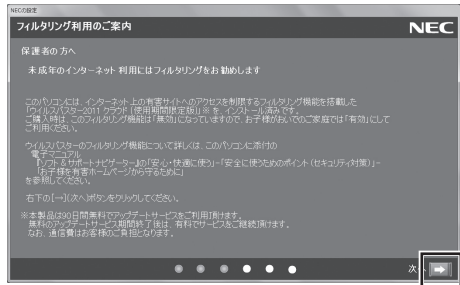 NECの設定
フィルタリング利用のご案内
NEC
保護者の方へ
未成年のインターネット利用にはフィルタリングをお勧めします
このパソコンには、インターネット上の有害サイトへのアクセスを制限するフィルタリング機能を搭載した
「ウイルスバスター2011 クラウド(使用期間限定版)」※ を、インストール済みです。
ご購入時は、このフィルタリング機能は「無効」になっていますので、お子様がおいでのご家庭では「有効」にして
ご利用ください。
ウイルスバスターのフィルタリング機能について詳しくは、このパソコンに添付の
電子マニュアル
『ソフト&サポートナビゲーター』の「安心・快適に使う」-「安全に使うためのポイント(セキュリティ対策)」-
「お子様を有害ホームページから守るために」
を参照してください。
右下の[→](次へ)ボタンをクリックしてください。
※本製品は90日間無料でアップデートサービスをご利用頂けます。
無料のアップデートサービス期間終了後は、有料でサービスをご継続頂けます。
なお、通信費はお客様のご負担となります。
次へ